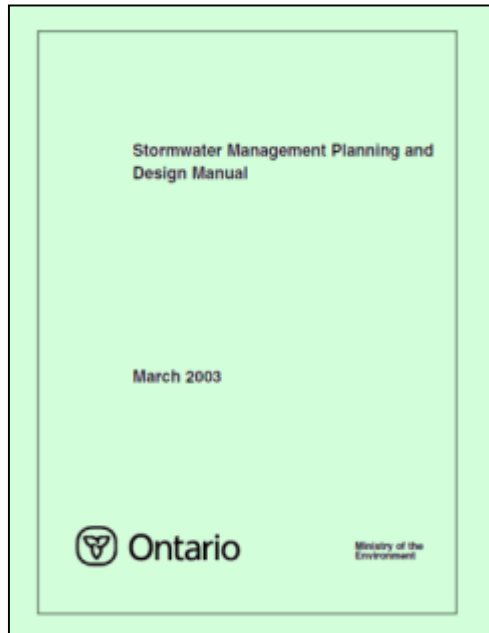 Stormwater Management Planning and
Design Manual
March 2003
Ontario
Ministry of the
Environment